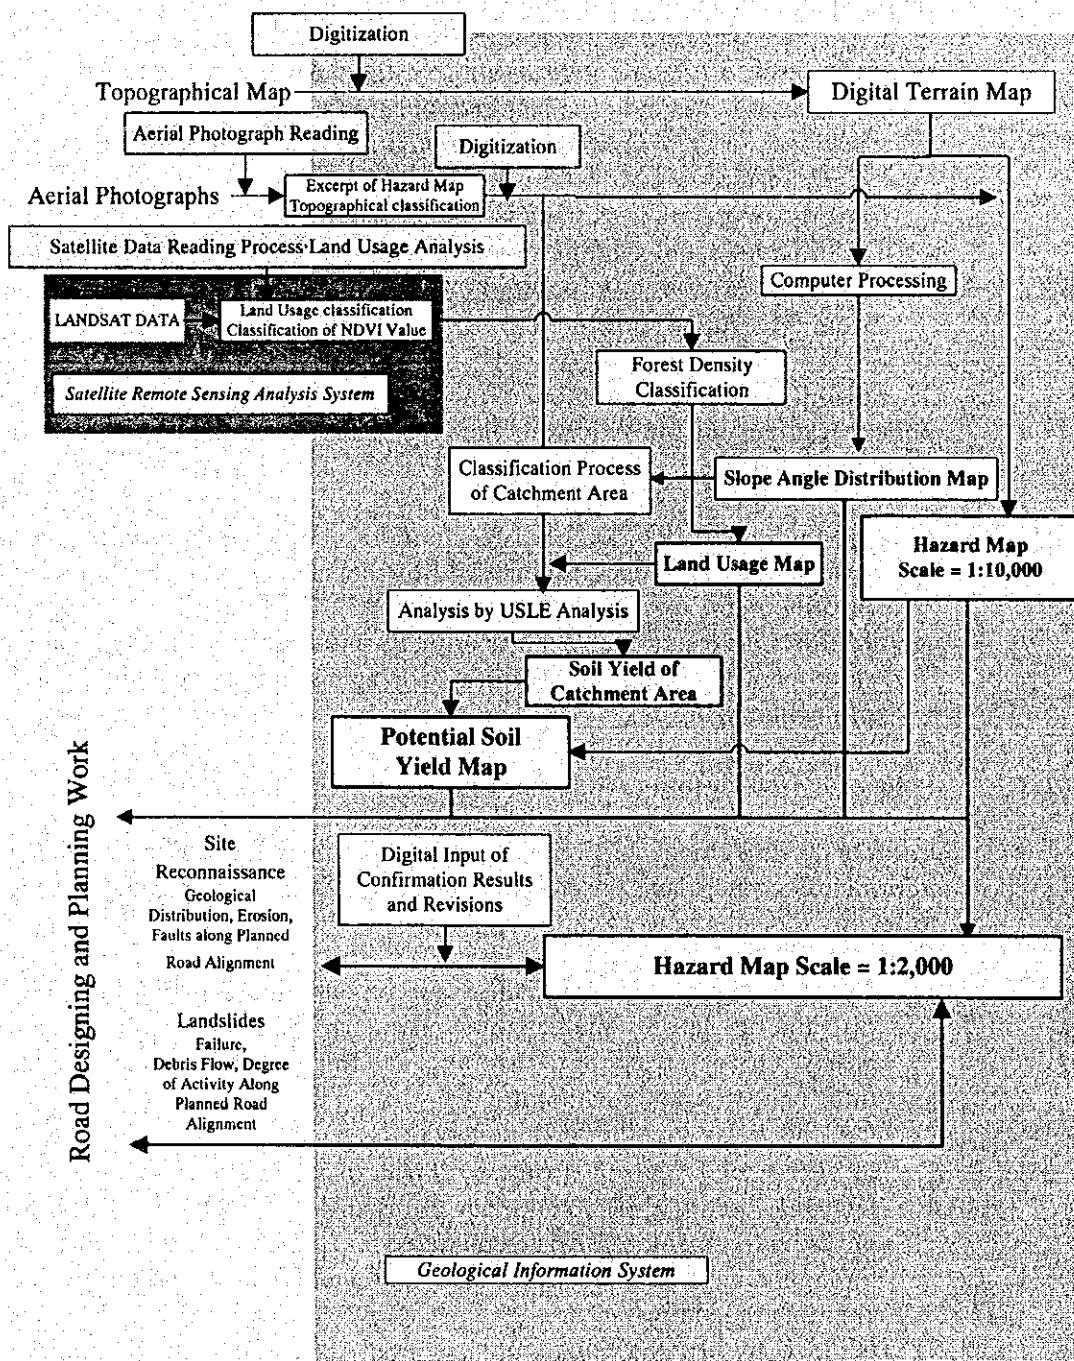 Digitization
Topographical Map
Digital Terrain Map
Aerial Photograph Reading
Digitization
Aerial Photographs
Excerpt of Hazard Map
Topographical classification
Satellite Data Reading Process·Land Usage Analysis
Computer Processing
LANDSAT DATA
Land Usage classification
Classification of NDVI Value
Forest Density
Classification
Satellite Remote Sensing Analysis System
Classification Process
of Catchment Area
Slope Angle Distribution Map
Hazard Map
Scale = 1:10,000
Land Usage Map
Analysis by USLE Analysis
Soil Yield of
Catchment Area
Potential Soil
Yield Map
Road Designing and Planning Work
Site
Reconnaissance
Geological
Distribution, Erosion,
Faults along Planned
Road Alignment
Digital Input of
Confirmation Results
and Revisions
Hazard Map Scale = 1:2,000
Landslides
Failure,
Debris Flow, Degree
of Activity Along
Planned Road
Alignment
Geological Information System